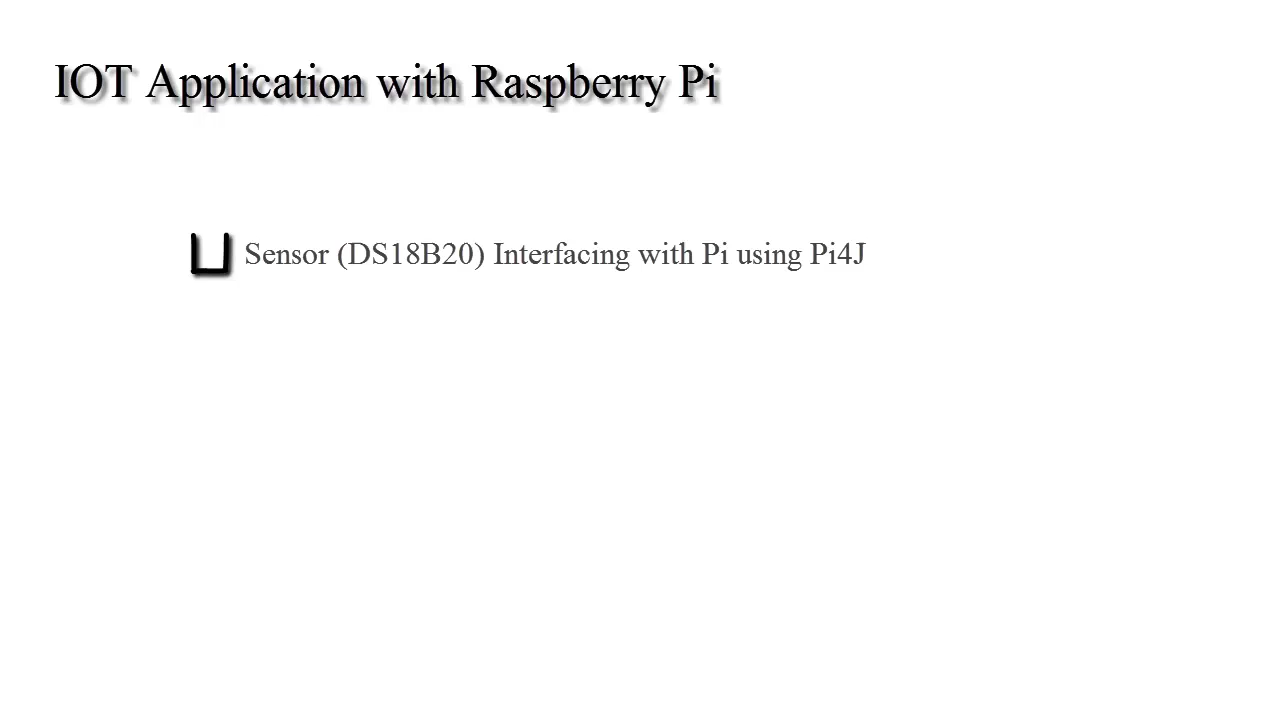 IOT Application with Raspberry Pi
Sensor (DS18B20) Interfacing with Pi using Pi4J